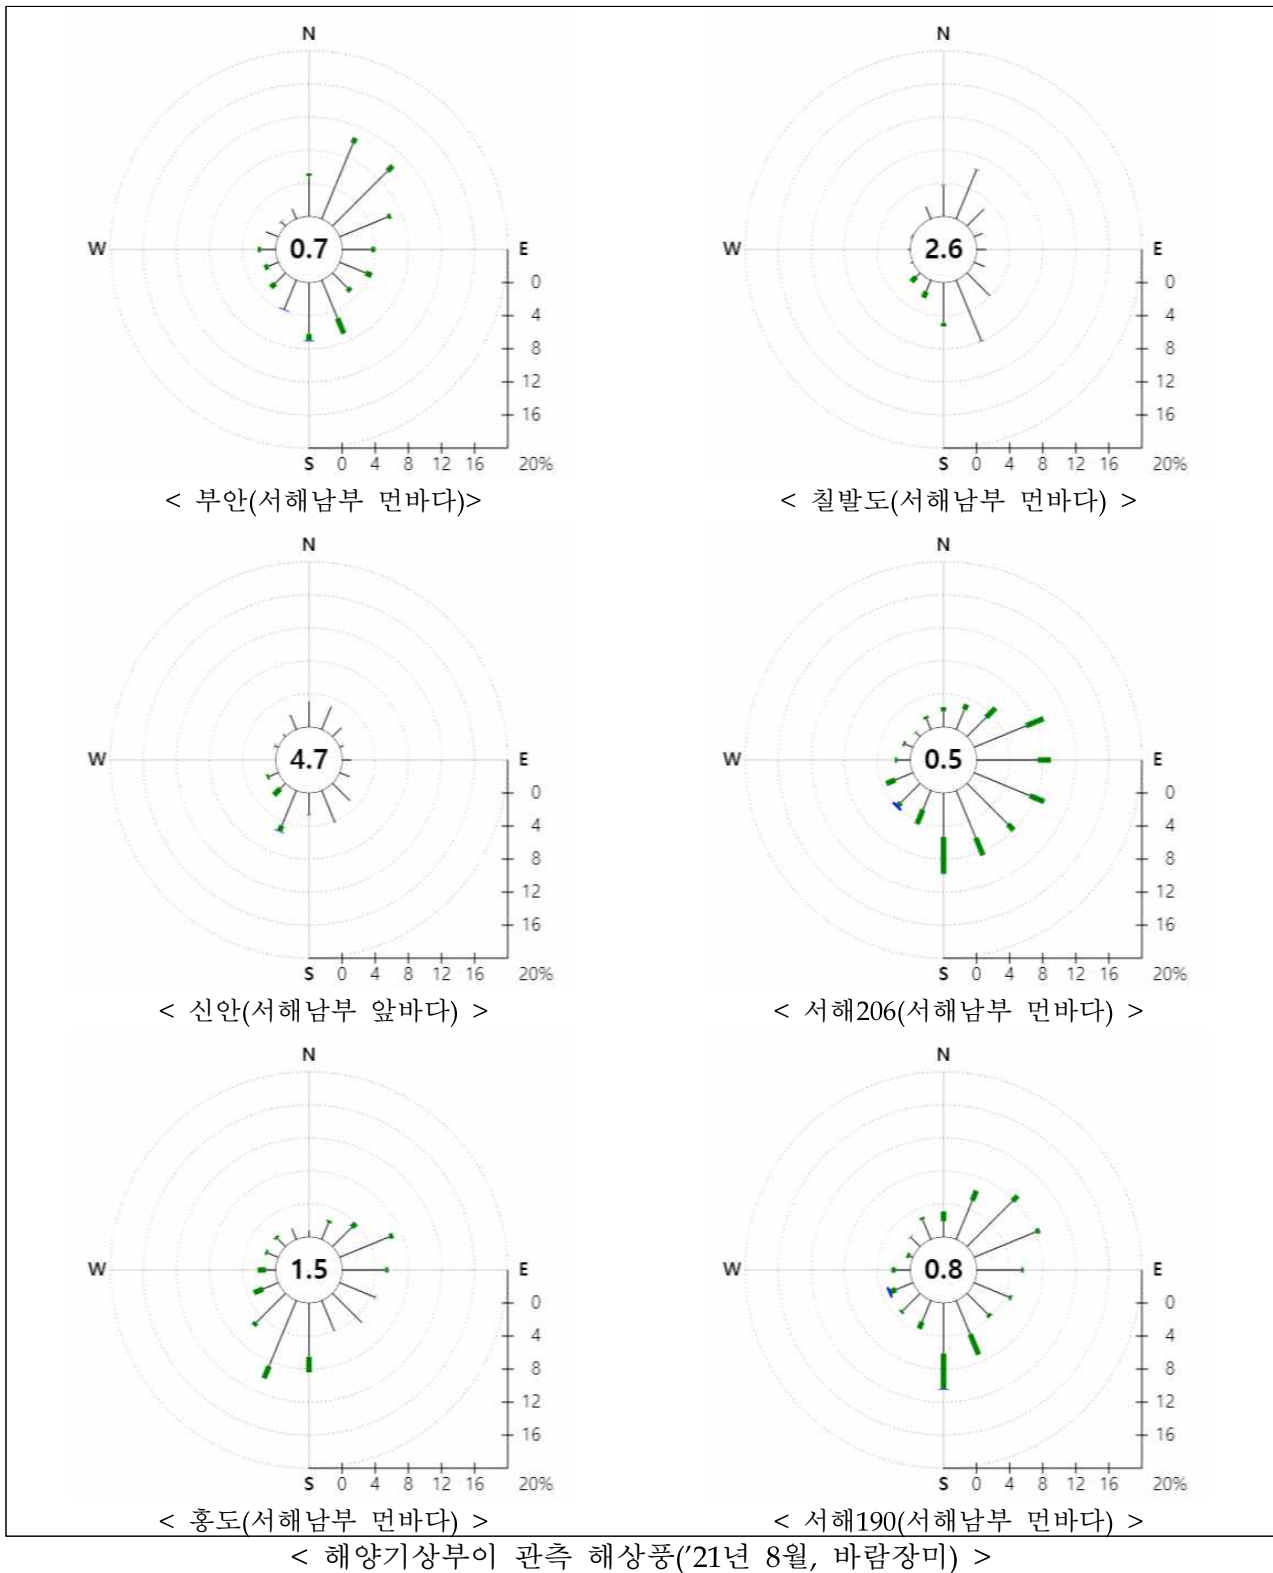 N
N
W
0.7
E
W
2.6
E
0
0
4
4
8
8
12
12
16
16
S 0 4 8 12 16 20%
S 0 4 8 12 16 20%
< 부안(서해남부 먼바다)>
< 칠발도(서해남부 먼바다) >
N
N
W
4.7
E
W
0.5
E
0
0
4
4
8
8
12
12
16
16
S 0 4 8 12 16 20%
S 0 4 8 12 16 20%
< 신안(서해남부 앞바다) >
< 서해206(서해남부 먼바다) >
N
N
W
1.5
E
W
0.8
E
0
0
4
4
8
8
12
12
16
16
S 0 4 8 12 16 20%
S 0 4 8 12 16 20%
< 홍도(서해남부 먼바다) >
< 서해190(서해남부 먼바다) >
< 해양기상부이 관측 해상풍('21년 8월, 바람장미) >